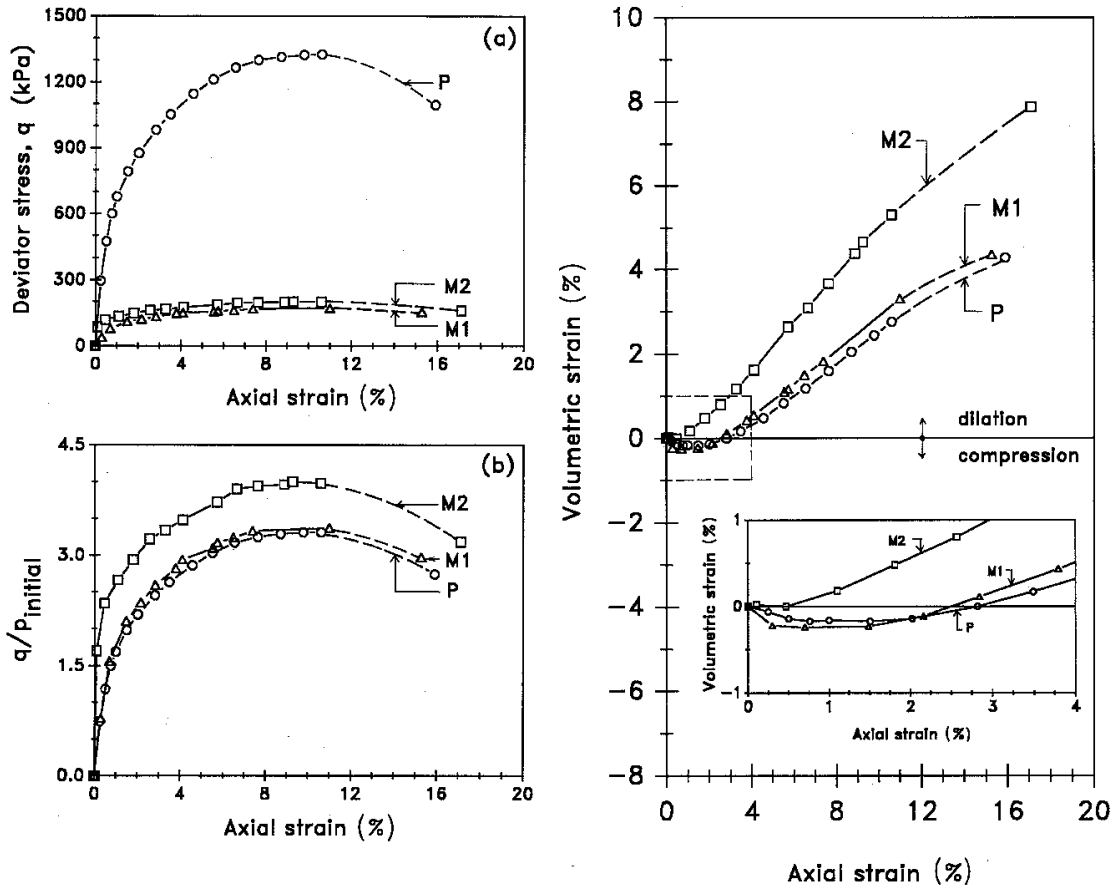 1500
1200
900
600
300
0
Deviator stress, q (kPa)
(a)
P
M2
M1
0 4 8 12 16 20
Axial strain (%)
4.5
3.0
1.5
0.0
q/p initial
(b)
M2
M1
P
0 4 8 12 16 20
Axial strain (%)
10
8
6
4
2
0
−2
−4
−6
−8
Volumetric strain (%)
M2
M1
P
dilation
compression
1
0
−1
Volumetric strain (%)
M2
M1
P
0 1 2 3 4
Axial strain (%)
0 4 8 12 16 20
Axial strain (%)